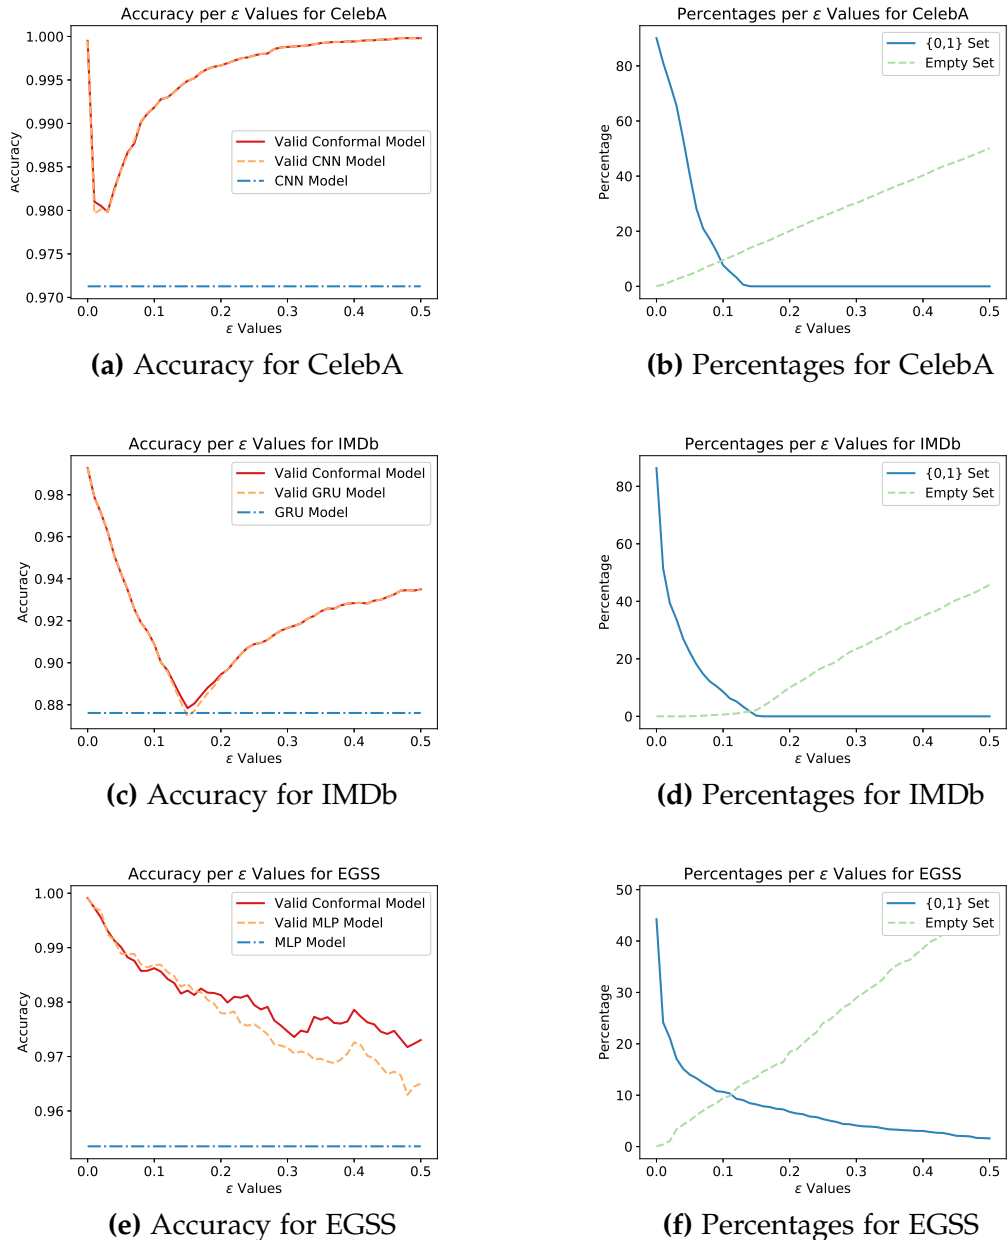 Accuracy per ε Values for CelebA
1.000
0.995
0.990
0.985
0.980
0.975
0.970
Accuracy
Valid Conformal Model
Valid CNN Model
CNN Model
0.0 0.1 0.2 0.3 0.4 0.5
ε Values
(a) Accuracy for CelebA
Percentages per ε Values for CelebA
80
60
40
20
0
Percentage
{0,1} Set
Empty Set
0.0 0.1 0.2 0.3 0.4 0.5
ε Values
(b) Percentages for CelebA
Accuracy per ε Values for IMDb
0.98
0.96
0.94
0.92
0.90
0.88
Accuracy
Valid Conformal Model
Valid GRU Model
GRU Model
0.0 0.1 0.2 0.3 0.4 0.5
ε Values
(c) Accuracy for IMDb
Percentages per ε Values for IMDb
80
60
40
20
0
Percentage
{0,1} Set
Empty Set
0.0 0.1 0.2 0.3 0.4 0.5
ε Values
(d) Percentages for IMDb
Accuracy per ε Values for EGSS
1.00
0.99
0.98
0.97
0.96
Accuracy
Valid Conformal Model
Valid MLP Model
MLP Model
0.0 0.1 0.2 0.3 0.4 0.5
ε Values
(e) Accuracy for EGSS
Percentages per ε Values for EGSS
50
40
30
20
10
0
Percentage
{0,1} Set
Empty Set
0.0 0.1 0.2 0.3 0.4 0.5
ε Values
(f) Percentages for EGSS